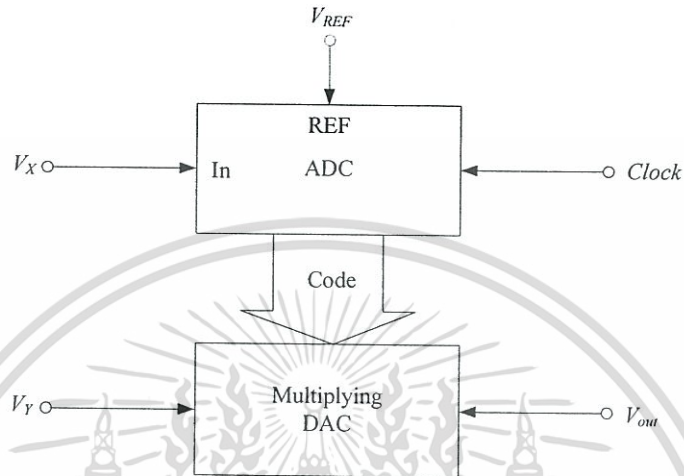 V_REF
REF
V_X In ADC Clock
Code
Multiplying
V_Y DAC V_out